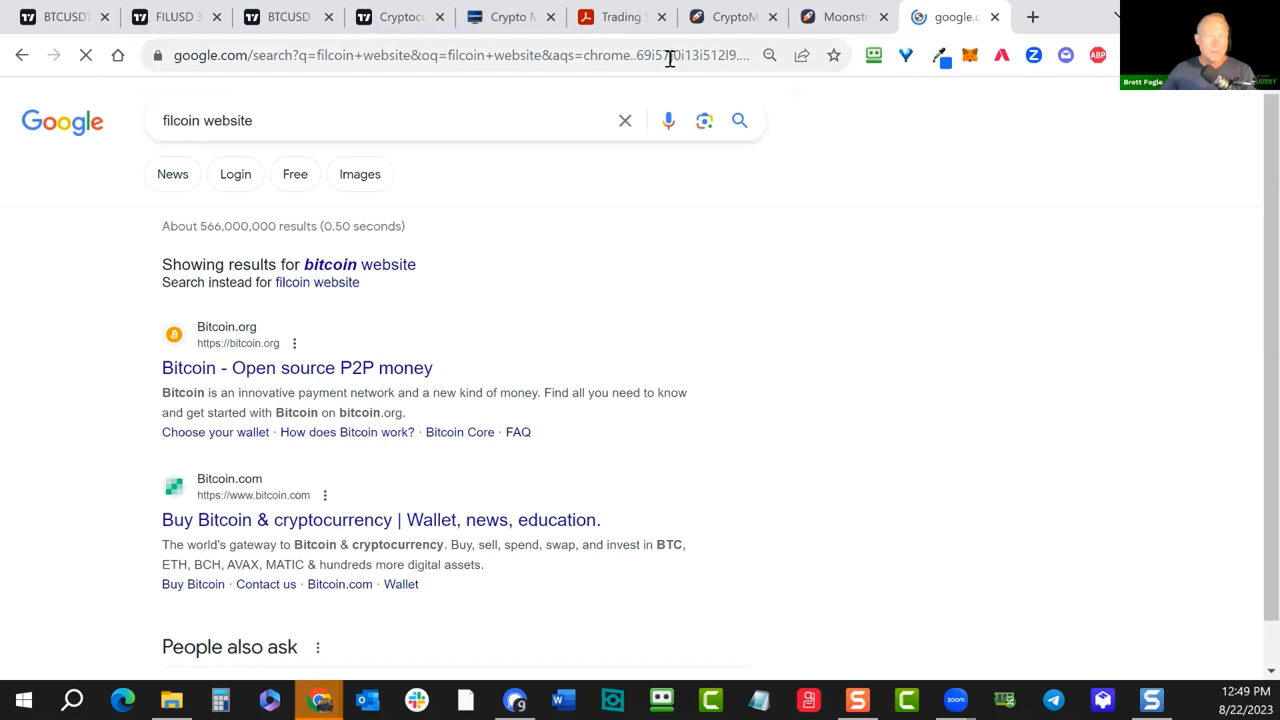 BTCUSDT
FILUSD 3
BTCUSD
Cryptocu
Crypto M
Trading S
CryptoM
Moonstr
google.c
google.com/search?q=filcoin+website&oq=filcoin+website&aqs=chrome..69i57j0i13i512l9....
ABP
Brett Fogle
Google
filcoin website
News
Login
Free
Images
About 566,000,000 results (0.50 seconds)
Showing results for bitcoin website
Search instead for filcoin website
Bitcoin.org
https://bitcoin.org
Bitcoin - Open source P2P money
Bitcoin is an innovative payment network and a new kind of money. Find all you need to know
and get started with Bitcoin on bitcoin.org.
Choose your wallet · How does Bitcoin work? · Bitcoin Core · FAQ
Bitcoin.com
https://www.bitcoin.com
Buy Bitcoin & cryptocurrency | Wallet, news, education.
The world's gateway to Bitcoin & cryptocurrency. Buy, sell, spend, swap, and invest in BTC,
ETH, BCH, AVAX, MATIC & hundreds more digital assets.
Buy Bitcoin · Contact us · Bitcoin.com · Wallet
People also ask
12:49 PM
8/22/2023